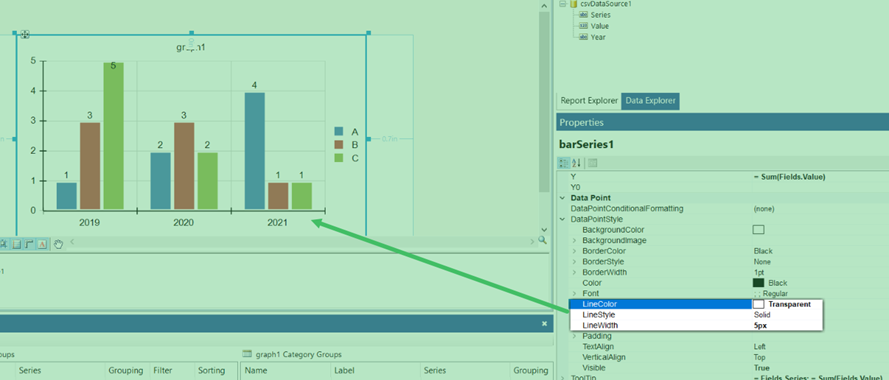 csvDataSource1
Series
Value
Year
graph1
5
4
3
2
1
0
1
3
5
2
3
2
4
1
1
2019
2020
2021
A
B
C
Report Explorer
Data Explorer
Properties
barSeries1
Y = Sum(Fields.Value)
Y0
Data Point
DataPointConditionalFormatting (none)
DataPointStyle
BackgroundColor
BackgroundImage
BorderColor Black
BorderStyle None
BorderWidth 1pt
Color Black
Font ; ; Regular
LineColor Transparent
LineStyle Solid
LineWidth 5px
Padding
TextAlign Left
VerticalAlign Top
Visible True
ToolTip = Fields.Series; = Sum(Fields.Value)
graph1 Category Groups
Series Grouping Filter Sorting
Name Label Series Grouping